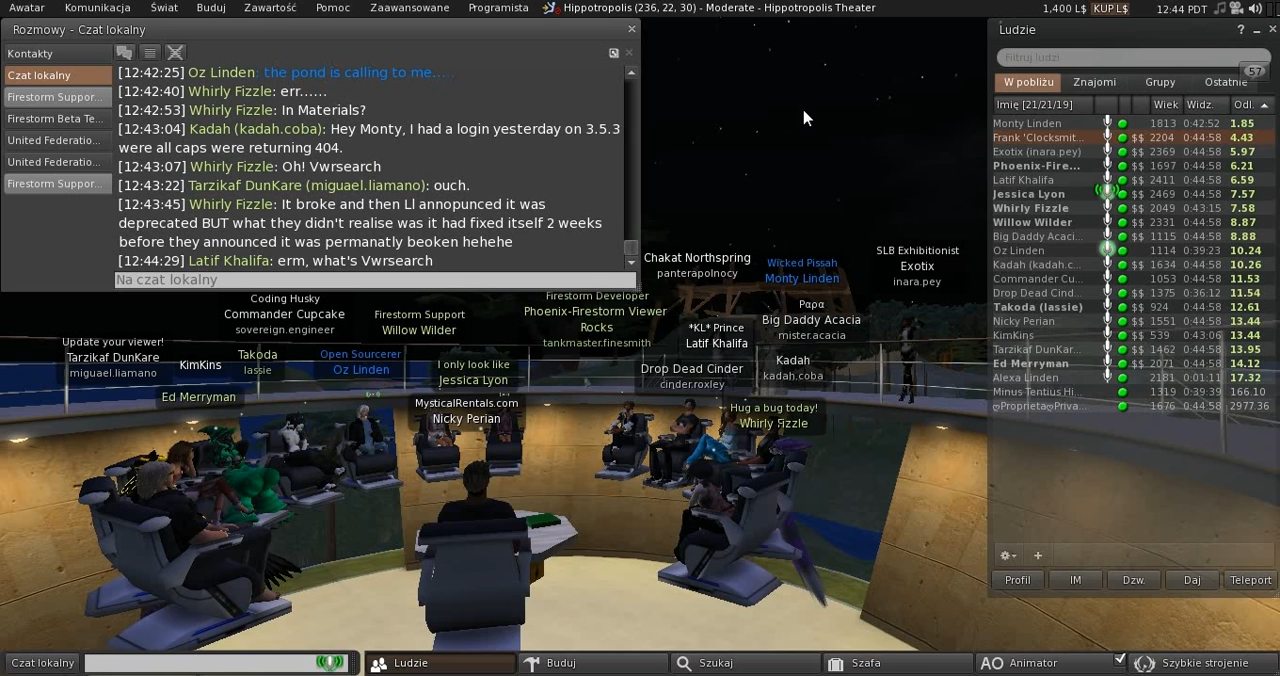 Awatar Komunikacja Świat Buduj Zawartość Pomoc Zaawansowane Programista Hippotropolis (236, 22, 30) - Moderate - Hippotropolis Theater 1,400 L$ KUP L$ 12:44 PDT
Rozmowy - Czat lokalny
Kontakty
Czat lokalny
Firestorm Suppor...
Firestorm Beta Te...
United Federatio...
United Federatio...
Firestorm Suppor...
[12:42:25] Oz Linden: the pond is calling to me.....
[12:42:40] Whirly Fizzle: err......
[12:42:53] Whirly Fizzle: In Materials?
[12:43:04] Kadah (kadah.coba): Hey Monty, I had a login yesterday on 3.5.3
were all caps were returning 404.
[12:43:07] Whirly Fizzle: Oh! Vwrsearch
[12:43:22] Tarzikaf DunKare (miguael.liamano): ouch.
[12:43:45] Whirly Fizzle: It broke and then Ll annopunced it was
deprecated BUT what they didn't realise was it had fixed itself 2 weeks
before they announced it was permanatly beoken hehehe
[12:44:29] Latif Khalifa: erm, what's Vwrsearch
Na czat lokalny
Chakat Northspring
panterapolnocy
Wicked Pissah
Monty Linden
SLB Exhibitionist
Exotix
inara.pey
Coding Husky
Commander Cupcake
sovereign.engineer
Firestorm Support
Willow Wilder
Firestorm Developer
Phoenix-Firestorm Viewer
Rocks
tankmaster.finesmith
*KL* Prince
Latif Khalifa
Papa
Big Daddy Acacia
mister.acacia
Update your viewer!
Tarzikaf DunKare
miguael.liamano
KimKins
Takoda
lassie
Open Sourcerer
Oz Linden
I only look like
Jessica Lyon
Drop Dead Cinder
cinder.roxley
Kadah
kadah.coba
Ed Merryman
MysticalRentals.com
Nicky Perian
Hug a bug today!
Whirly Fizzle
Ludzie ?
Filtruj ludzi
57
W pobliżu Znajomi Grupy Ostatnie
Imię [21/21/19] Wiek Widz. Odl.
Monty Linden 1813 0:42:52 1.85
Frank 'Clocksmit... $$ 2204 0:44:58 4.43
Exotix (inara.pey) $$ 2369 0:44:58 5.97
Phoenix-Fire... $$ 1697 0:44:58 6.21
Latif Khalifa $$ 2411 0:44:58 6.59
Jessica Lyon $$ 2469 0:44:58 7.57
Whirly Fizzle $$ 2049 0:43:15 7.58
Willow Wilder $$ 2331 0:44:58 8.87
Big Daddy Acaci... $$ 1115 0:44:58 8.88
Oz Linden 1114 0:39:23 10.24
Kadah (kadah.c... $$ 1634 0:44:58 10.26
Commander Cu... 1053 0:44:58 11.53
Drop Dead Cind... $$ 1375 0:36:12 11.54
Takoda (lassie) $$ 924 0:44:58 12.61
Nicky Perian $$ 1551 0:44:58 13.44
KimKins $$ 539 0:43:06 13.44
Tarzikaf DunKar... $$ 1462 0:44:58 13.95
Ed Merryman $$ 2071 0:44:58 14.12
Alexa Linden 2181 0:01:11 17.32
Minus Tentius Hi... 1319 0:39:39 166.10
ღProprietaღPriva... 1676 0:44:58 2977.36
Profil IM Dzw. Daj Teleport
Czat lokalny Ludzie Buduj Szukaj Szafa AO Animator Szybkie strojenie